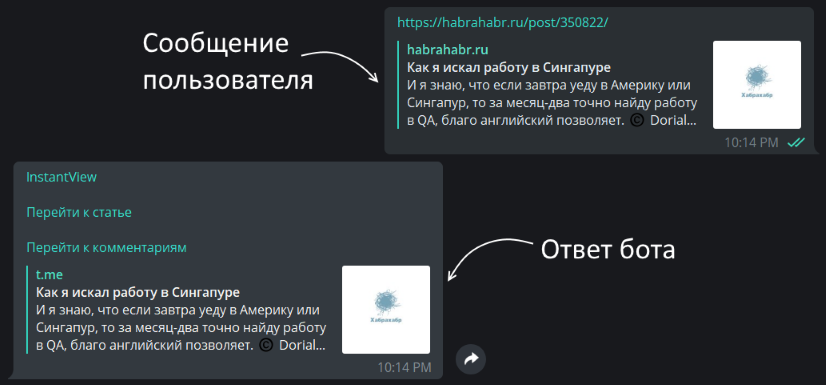 https://habrahabr.ru/post/350822/
Сообщение
пользователя
habrahabr.ru
Как я искал работу в Сингапуре
И я знаю, что если завтра уеду в Америку или
Сингапур, то за месяц-два точно найду работу
в QA, благо английский позволяет. © Dorial...
Хабрахабр
10:14 PM
InstantView
Перейти к статье
Перейти к комментариям
Ответ бота
t.me
Как я искал работу в Сингапуре
И я знаю, что если завтра уеду в Америку или
Сингапур, то за месяц-два точно найду работу
в QA, благо английский позволяет. © Dorial...
Хабрахабр
10:14 PM